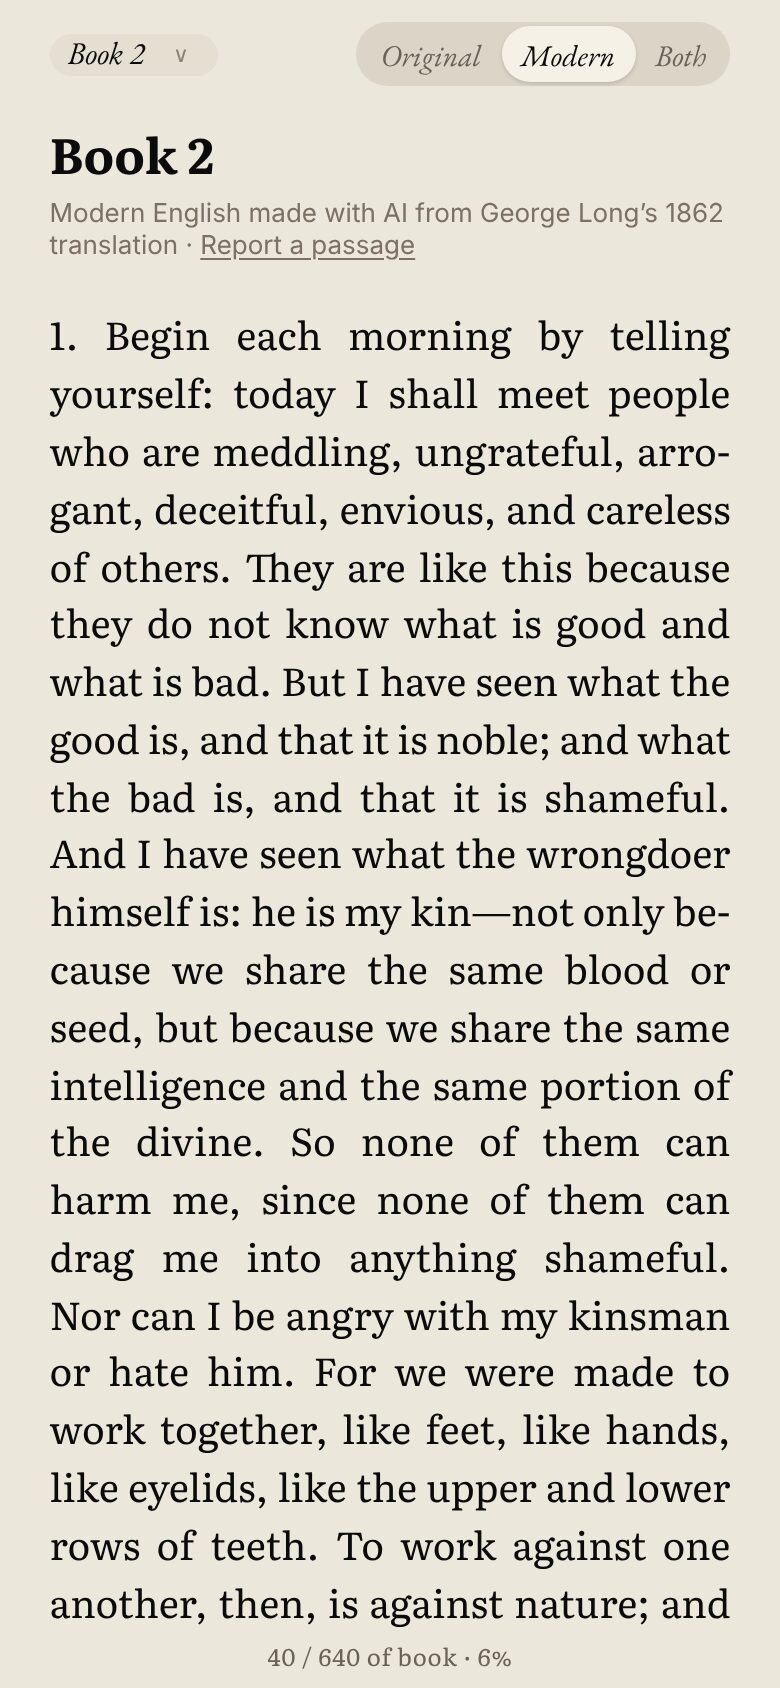 Book 2 ∨
Original Modern Both
Book 2
Modern English made with AI from George Long’s 1862
translation · Report a passage
1. Begin each morning by telling
yourself: today I shall meet people
who are meddling, ungrateful, arro-
gant, deceitful, envious, and careless
of others. They are like this because
they do not know what is good and
what is bad. But I have seen what the
good is, and that it is noble; and what
the bad is, and that it is shameful.
And I have seen what the wrongdoer
himself is: he is my kin—not only be-
cause we share the same blood or
seed, but because we share the same
intelligence and the same portion of
the divine. So none of them can
harm me, since none of them can
drag me into anything shameful.
Nor can I be angry with my kinsman
or hate him. For we were made to
work together, like feet, like hands,
like eyelids, like the upper and lower
rows of teeth. To work against one
another, then, is against nature; and
40 / 640 of book · 6%